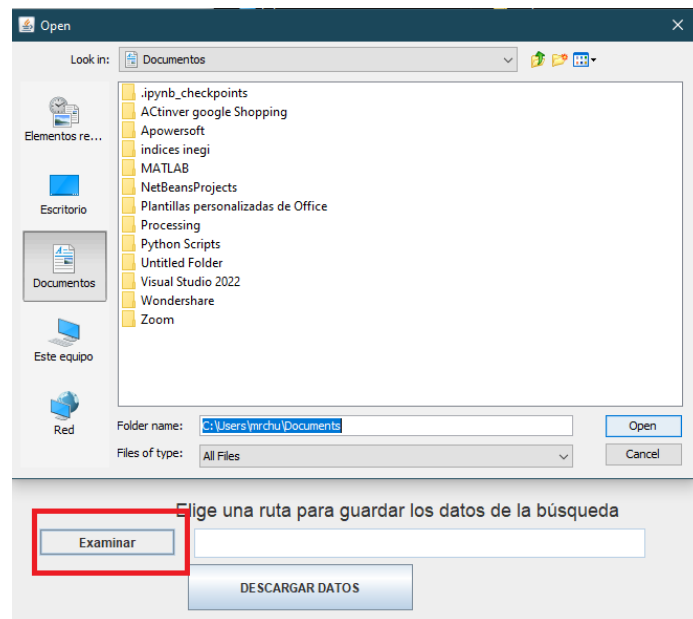 Open
Look in:
Documentos
Elementos re...
Escritorio
Documentos
Este equipo
Red
.ipynb_checkpoints
ACtinver google Shopping
Apowersoft
indices inegi
MATLAB
NetBeansProjects
Plantillas personalizadas de Office
Processing
Python Scripts
Untitled Folder
Visual Studio 2022
Wondershare
Zoom
Folder name:
C:\Users\mrchu\Documents
Open
Files of type:
All Files
Cancel
Elige una ruta para guardar los datos de la búsqueda
Examinar
DESCARGAR DATOS